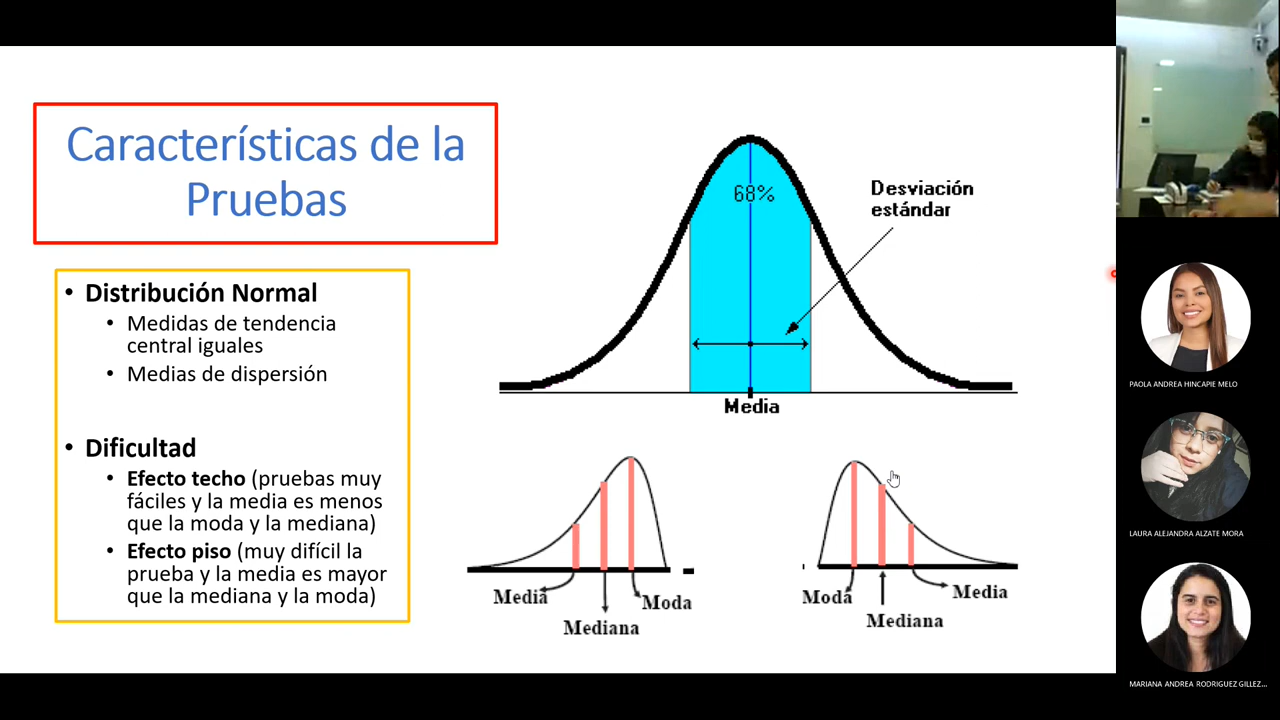 Características de la
Pruebas
• Distribución Normal
• Medidas de tendencia
central iguales
• Medias de dispersión
• Dificultad
• Efecto techo (pruebas muy
fáciles y la media es menos
que la moda y la mediana)
• Efecto piso (muy difícil la
prueba y la media es mayor
que la mediana y la moda)
68%
Desviación
estándar
Media
Media
Moda
Mediana
Moda
Media
Mediana
PAOLA ANDREA HINCAPIE MELO
LAURA ALEJANDRA ALZATE MORA
MARIANA ANDREA RODRIGUEZ GILLEZ...